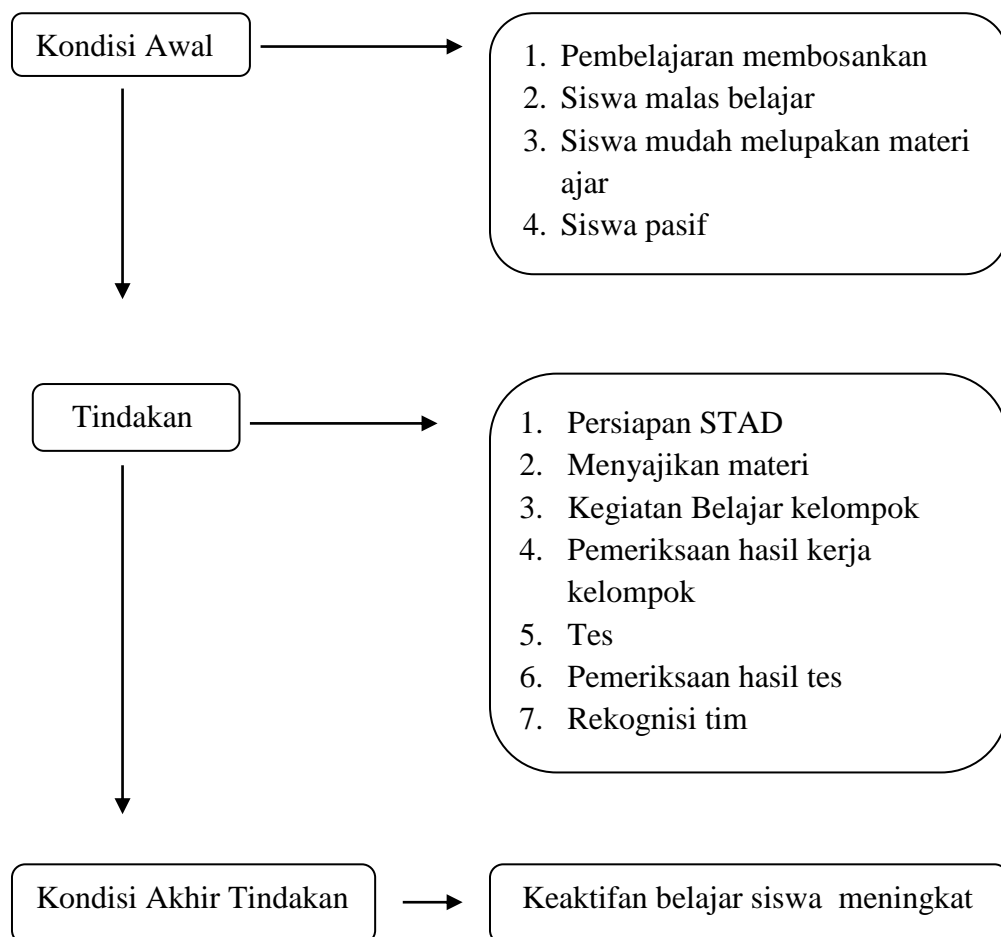 Kondisi Awal
1. Pembelajaran membosankan
2. Siswa malas belajar
3. Siswa mudah melupakan materi
ajar
4. Siswa pasif
Tindakan
1. Persiapan STAD
2. Menyajikan materi
3. Kegiatan Belajar kelompok
4. Pemeriksaan hasil kerja
kelompok
5. Tes
6. Pemeriksaan hasil tes
7. Rekognisi tim
Kondisi Akhir Tindakan
Keaktifan belajar siswa  meningkat